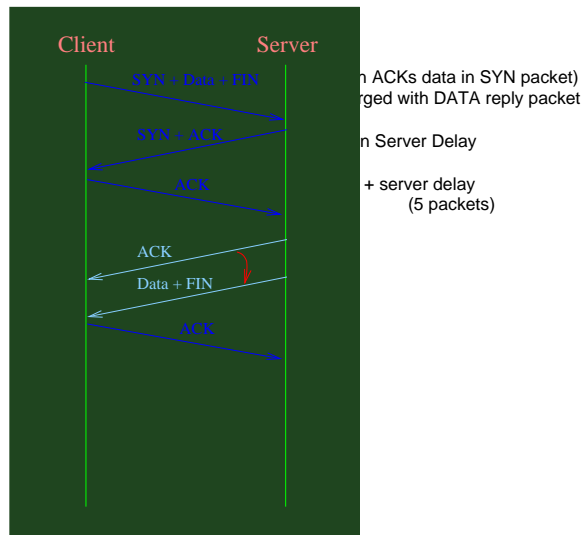 Client Server
SYN + Data + FIN
n ACKs data in SYN packet)
rged with DATA reply packet
SYN + ACK
n Server Delay
ACK
+ server delay
(5 packets)
ACK
Data + FIN
ACK